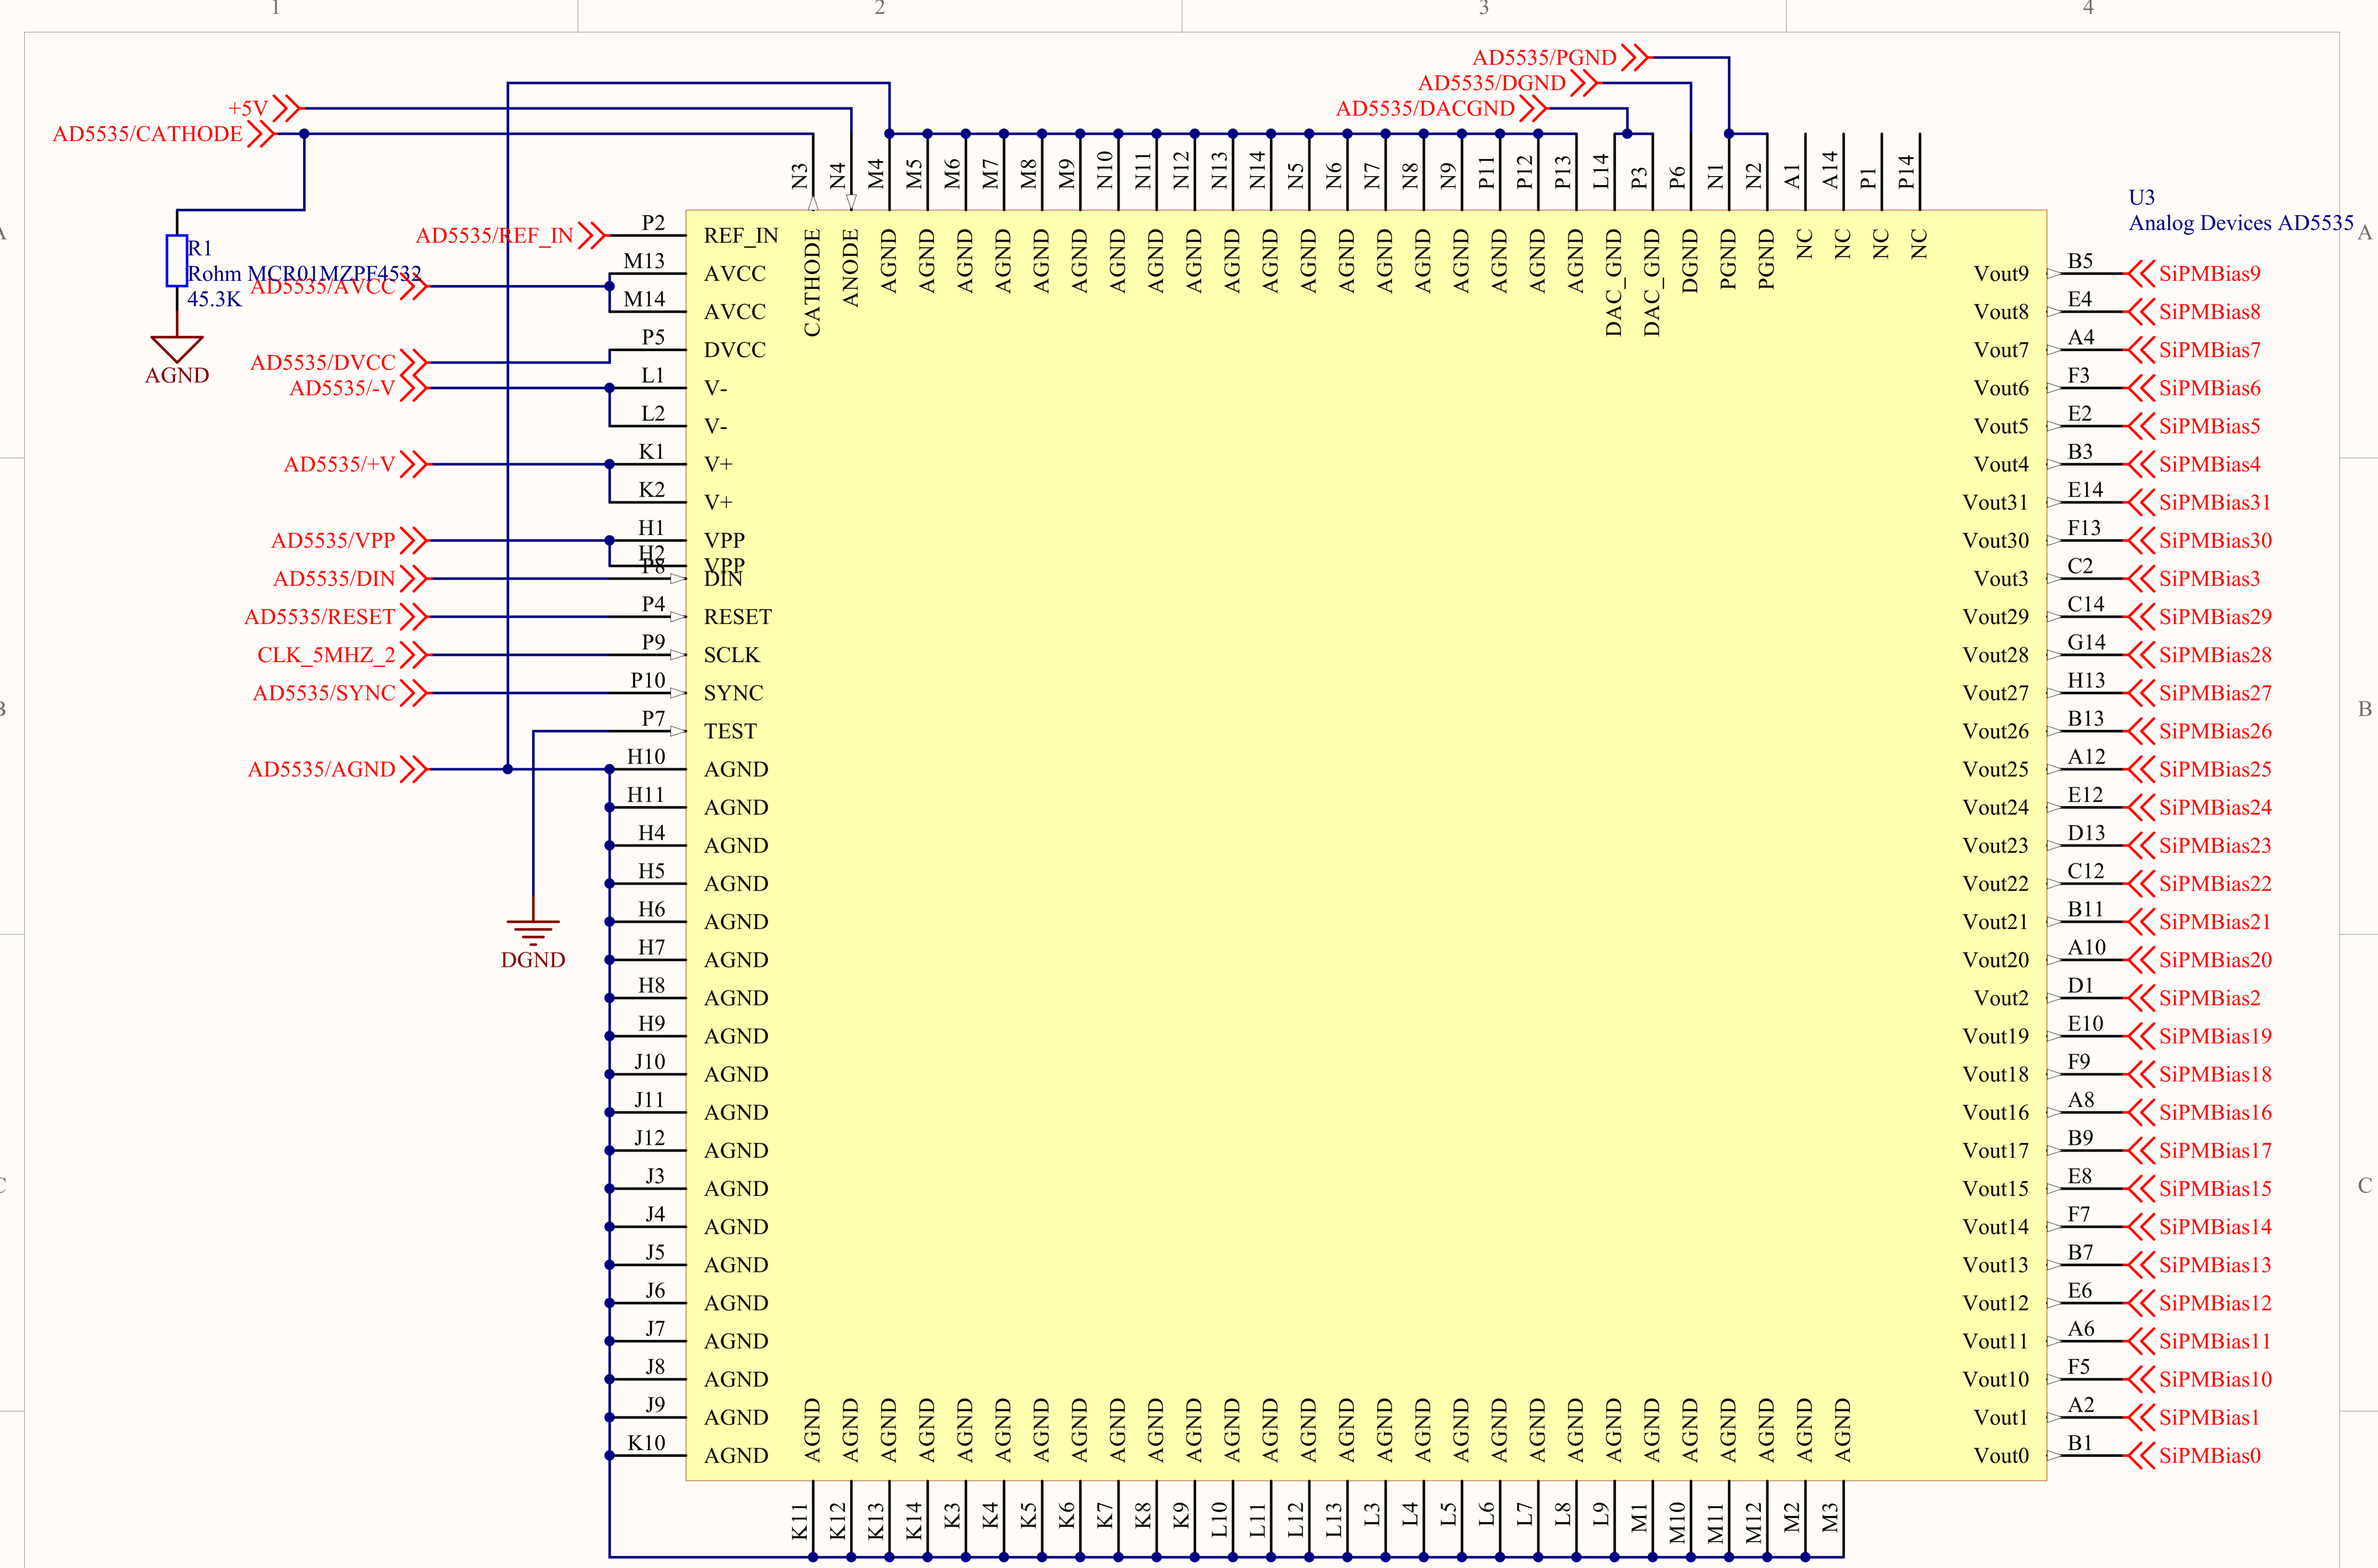 1 2 3 4
AD5535/PGND
AD5535/DGND
+5V
AD5535/DACGND
AD5535/CATHODE
N3 N4 M4 M5 M6 M7 M8 M9 N10 N11 N12 N13 N14 N5 N6 N7 N8 N9 P11 P12 P13 L14 P3 P6 N1 N2 A1 A14 P1 P14
CATHODE ANODE AGND AGND AGND AGND AGND AGND AGND AGND AGND AGND AGND AGND AGND AGND AGND AGND AGND AGND AGND DAC_GND DAC_GND DGND PGND PGND NC NC NC NC
U3
Analog Devices AD5535
A A
R1
Rohm MCR01MZPF4532
45.3K
AGND
AD5535/REF_IN P2 REF_IN
M13 AVCC
AD5535/AVCC
M14 AVCC
P5 DVCC
AD5535/DVCC
AD5535/-V L1 V-
L2 V-
AD5535/+V K1 V+
K2 V+
AD5535/VPP H1 VPP
H2 VPP
AD5535/DIN P8 DIN
AD5535/RESET P4 RESET
CLK_5MHZ_2 P9 SCLK
AD5535/SYNC P10 SYNC
B B
P7 TEST
DGND
AD5535/AGND H10 AGND
H11 AGND
H4 AGND
H5 AGND
H6 AGND
H7 AGND
H8 AGND
H9 AGND
J10 AGND
J11 AGND
J12 AGND
C C
J3 AGND
J4 AGND
J5 AGND
J6 AGND
J7 AGND
J8 AGND
J9 AGND
K10 AGND
Vout9 B5 SiPMBias9
Vout8 E4 SiPMBias8
Vout7 A4 SiPMBias7
Vout6 F3 SiPMBias6
Vout5 E2 SiPMBias5
Vout4 B3 SiPMBias4
Vout31 E14 SiPMBias31
Vout30 F13 SiPMBias30
Vout3 C2 SiPMBias3
Vout29 C14 SiPMBias29
Vout28 G14 SiPMBias28
Vout27 H13 SiPMBias27
Vout26 B13 SiPMBias26
Vout25 A12 SiPMBias25
Vout24 E12 SiPMBias24
Vout23 D13 SiPMBias23
Vout22 C12 SiPMBias22
Vout21 B11 SiPMBias21
Vout20 A10 SiPMBias20
Vout2 D1 SiPMBias2
Vout19 E10 SiPMBias19
Vout18 F9 SiPMBias18
Vout16 A8 SiPMBias16
Vout17 B9 SiPMBias17
Vout15 E8 SiPMBias15
Vout14 F7 SiPMBias14
Vout13 B7 SiPMBias13
Vout12 E6 SiPMBias12
Vout11 A6 SiPMBias11
Vout10 F5 SiPMBias10
Vout1 A2 SiPMBias1
Vout0 B1 SiPMBias0
AGND AGND AGND AGND AGND AGND AGND AGND AGND AGND AGND AGND AGND AGND AGND AGND AGND AGND AGND AGND AGND AGND AGND AGND AGND AGND AGND AGND
K11 K12 K13 K14 K3 K4 K5 K6 K7 K8 K9 L10 L11 L12 L13 L3 L4 L5 L6 L7 L8 L9 M1 M10 M11 M12 M2 M3